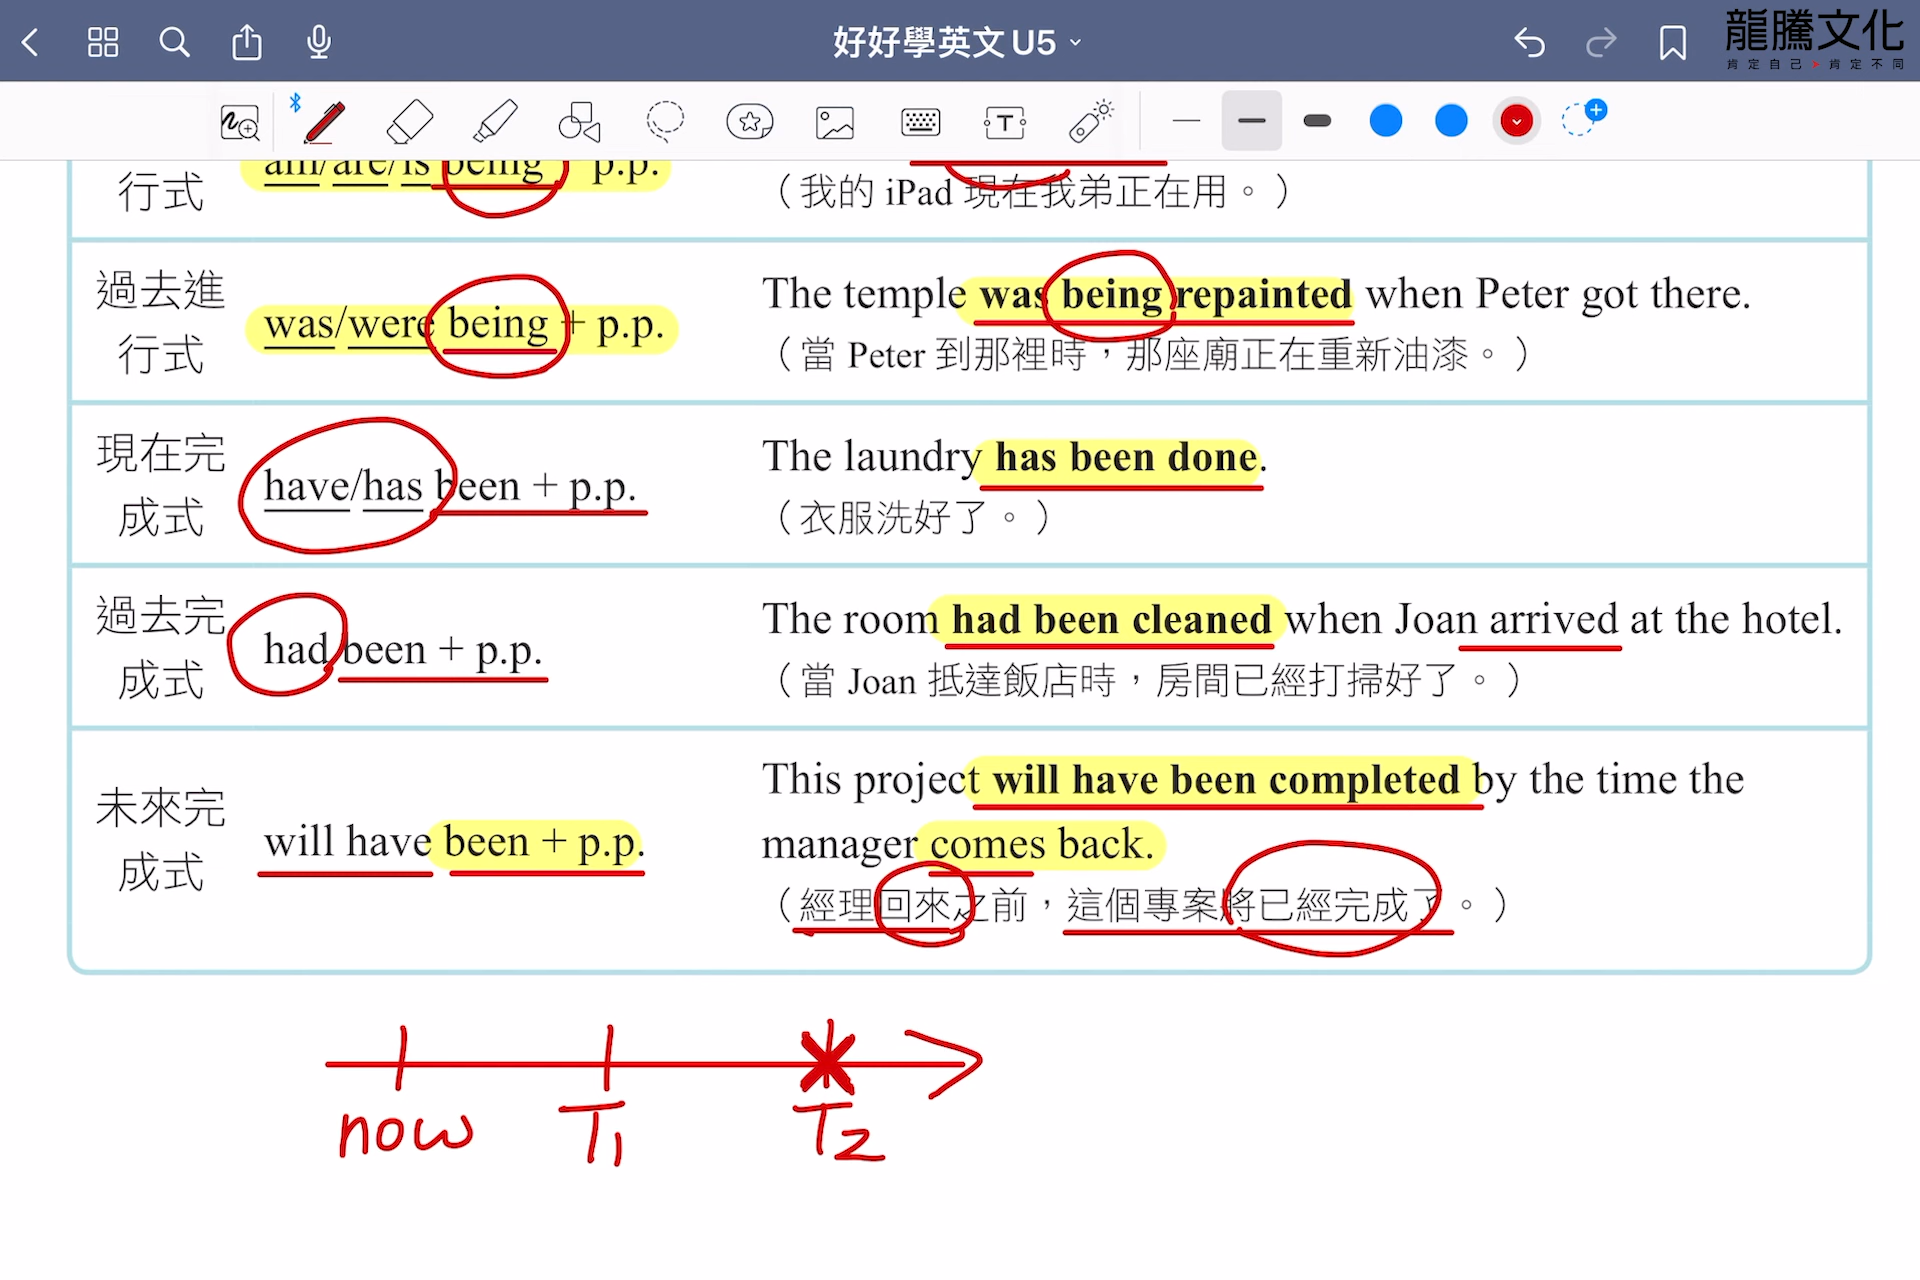 好好學英文 U5
龍騰文化
肯定自己 肯定不同
T
am/are/is being + p.p.
行式
（我的 iPad 現在我弟正在用。）
過去進
行式
was/were being + p.p.
The temple was being repainted when Peter got there.
（當 Peter 到那裡時，那座廟正在重新油漆。）
現在完
成式
have/has been + p.p.
The laundry has been done.
（衣服洗好了。）
過去完
成式
had been + p.p.
The room had been cleaned when Joan arrived at the hotel.
（當 Joan 抵達飯店時，房間已經打掃好了。）
未來完
成式
will have been + p.p.
This project will have been completed by the time the
manager comes back.
（經理回來之前，這個專案將已經完成了。）
now T1 T2